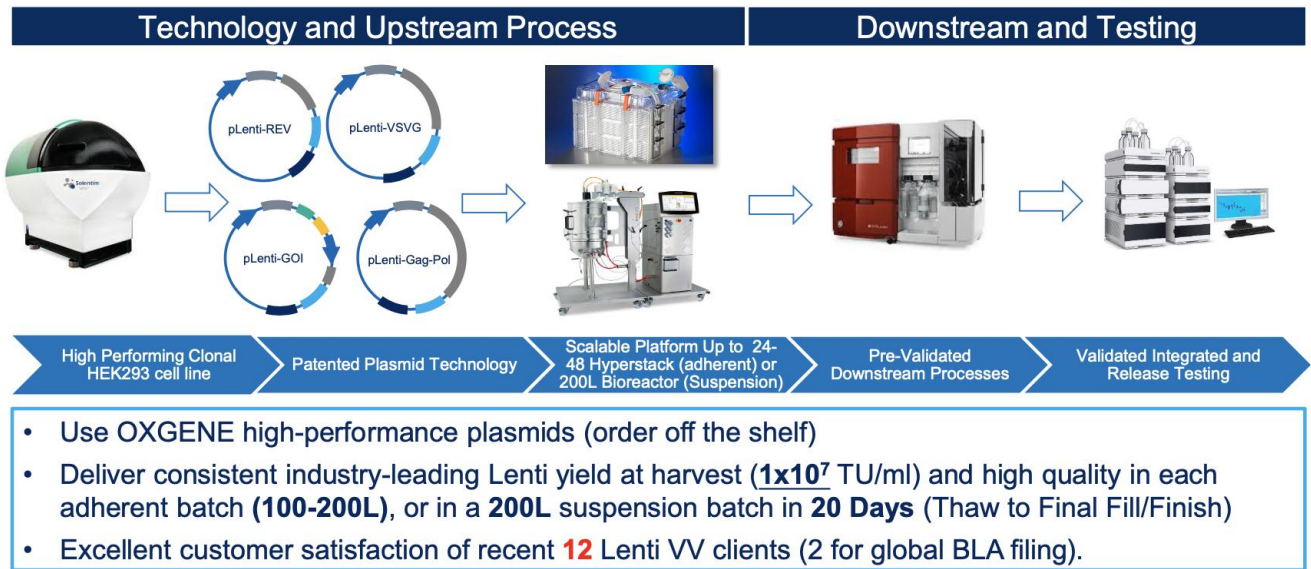 Technology and Upstream Process
Downstream and Testing
Solentim
pLenti-REV
pLenti-VSVG
pLenti-GOI
pLenti-Gag-Pol
High Performing Clonal
HEK293 cell line
Patented Plasmid Technology
Scalable Platform Up to 24-
48 Hyperstack (adherent) or
200L Bioreactor (Suspension)
Pre-Validated
Downstream Processes
Validated Integrated and
Release Testing
• Use OXGENE high-performance plasmids (order off the shelf)
• Deliver consistent industry-leading Lenti yield at harvest (1x10⁷ TU/ml) and high quality in each
adherent batch (100-200L), or in a 200L suspension batch in 20 Days (Thaw to Final Fill/Finish)
• Excellent customer satisfaction of recent 12 Lenti VV clients (2 for global BLA filing).